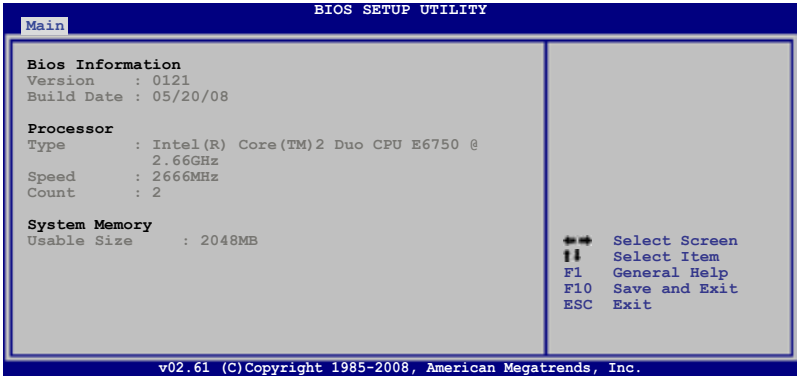 BIOS SETUP UTILITY
Main
Bios Information
Version : 0121
Build Date : 05/20/08
Processor
Type : Intel(R) Core(TM)2 Duo CPU E6750 @
2.66GHz
Speed : 2666MHz
Count : 2
System Memory
Usable Size : 2048MB
←→ Select Screen
↑↓ Select Item
F1 General Help
F10 Save and Exit
ESC Exit
v02.61 (C)Copyright 1985-2008, American Megatrends, Inc.